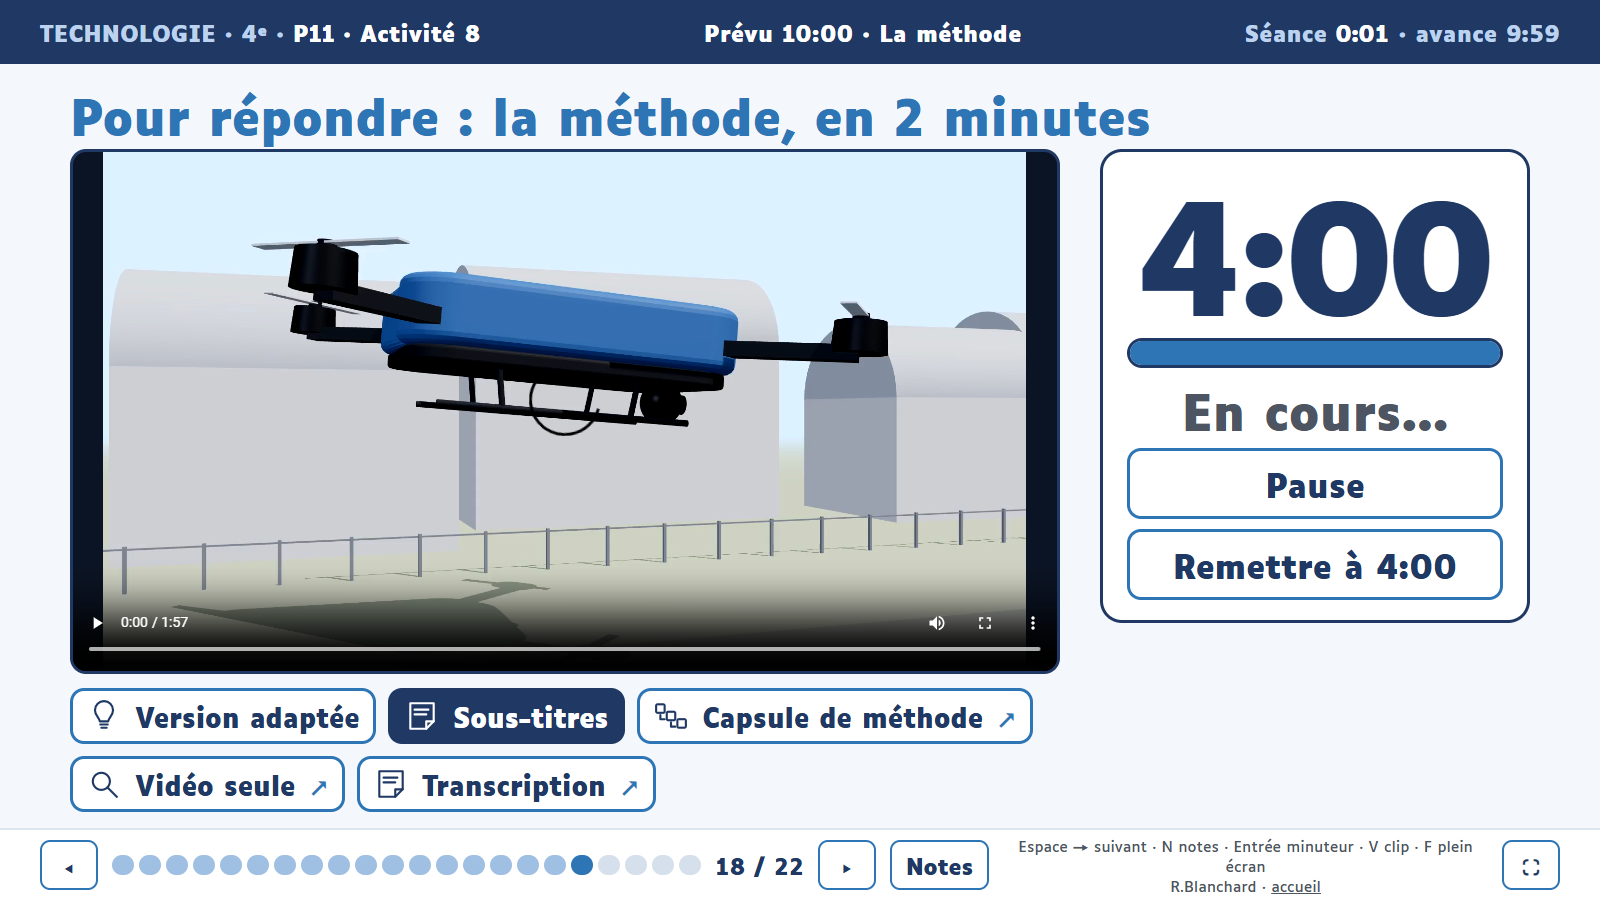 TECHNOLOGIE • 4ᵉ • P11 • Activité 8
Prévu 10:00 • La méthode
Séance 0:01 • avance 9:59
Pour répondre : la méthode, en 2 minutes
4:00
En cours…
Pause
Remettre à 4:00
0:00 / 1:57
Version adaptée
Sous-titres
Capsule de méthode ↗
Vidéo seule ↗
Transcription ↗
18 / 22
Notes
Espace → suivant · N notes · Entrée minuteur · V clip · F plein
écran
R.Blanchard · accueil